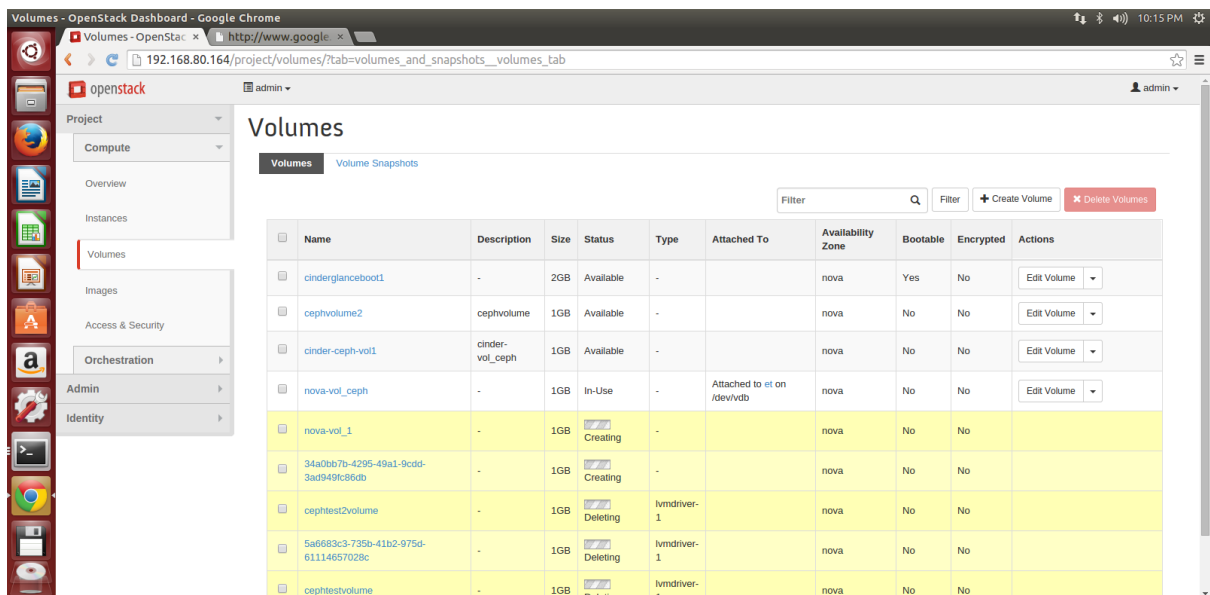 Volumes - OpenStack Dashboard - Google Chrome
10:15 PM
Volumes - OpenStac ×
http://www.google. ×
192.168.80.164/project/volumes/?tab=volumes_and_snapshots__volumes_tab
openstack
admin
admin
Project
Compute
Overview
Instances
Volumes
Images
Access & Security
Orchestration
Admin
Identity
Volumes
Volumes Volume Snapshots
Filter Filter + Create Volume × Delete Volumes
Name Description Size Status Type Attached To Availability Zone Bootable Encrypted Actions
cinderglanceboot1 - 2GB Available - nova Yes No Edit Volume
cephvolume2 cephvolume 1GB Available - nova No No Edit Volume
cinder-ceph-vol1 cinder-vol_ceph 1GB Available - nova No No Edit Volume
nova-vol_ceph - 1GB In-Use - Attached to et on /dev/vdb nova No No Edit Volume
nova-vol_1 - 1GB Creating - nova No No
34a0bb7b-4295-49a1-9cdd-3ad949fc86db - 1GB Creating - nova No No
cephtest2volume - 1GB Deleting lvmdriver-1 nova No No
5a6683c3-735b-41b2-975d-61114657028c - 1GB Deleting lvmdriver-1 nova No No
cephtestvolume - 1GB lvmdriver- nova No No